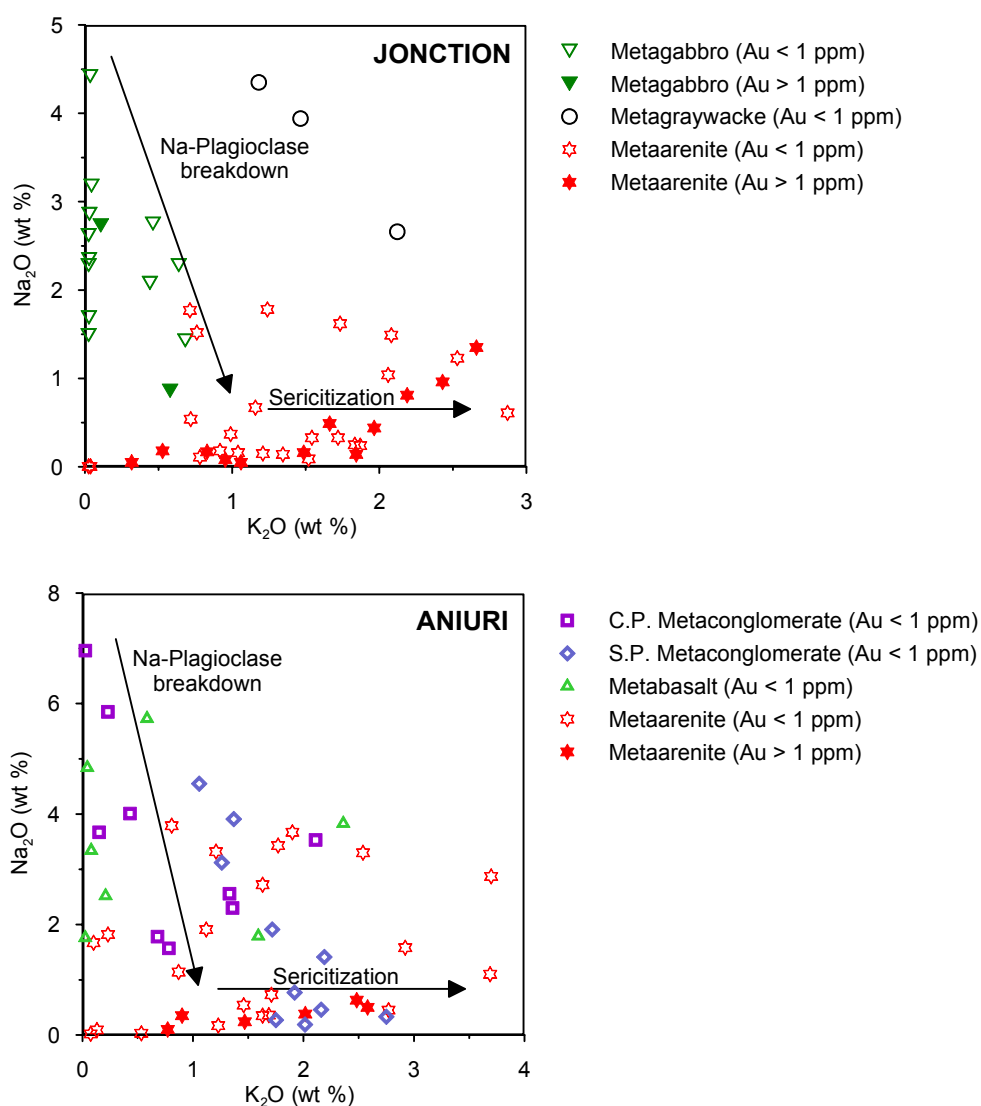 5
4
3
2
1
0
Na₂O (wt %)
JONCTION
Na-Plagioclase
breakdown
Sericitization
0
1
2
3
K₂O (wt %)
Metagabbro (Au < 1 ppm)
Metagabbro (Au > 1 ppm)
Metagraywacke (Au < 1 ppm)
Metaarenite (Au < 1 ppm)
Metaarenite (Au > 1 ppm)
8
6
4
2
0
Na₂O (wt %)
ANIURI
Na-Plagioclase
breakdown
Sericitization
0
1
2
3
4
K₂O (wt %)
C.P. Metaconglomerate (Au < 1 ppm)
S.P. Metaconglomerate (Au < 1 ppm)
Metabasalt (Au < 1 ppm)
Metaarenite (Au < 1 ppm)
Metaarenite (Au > 1 ppm)